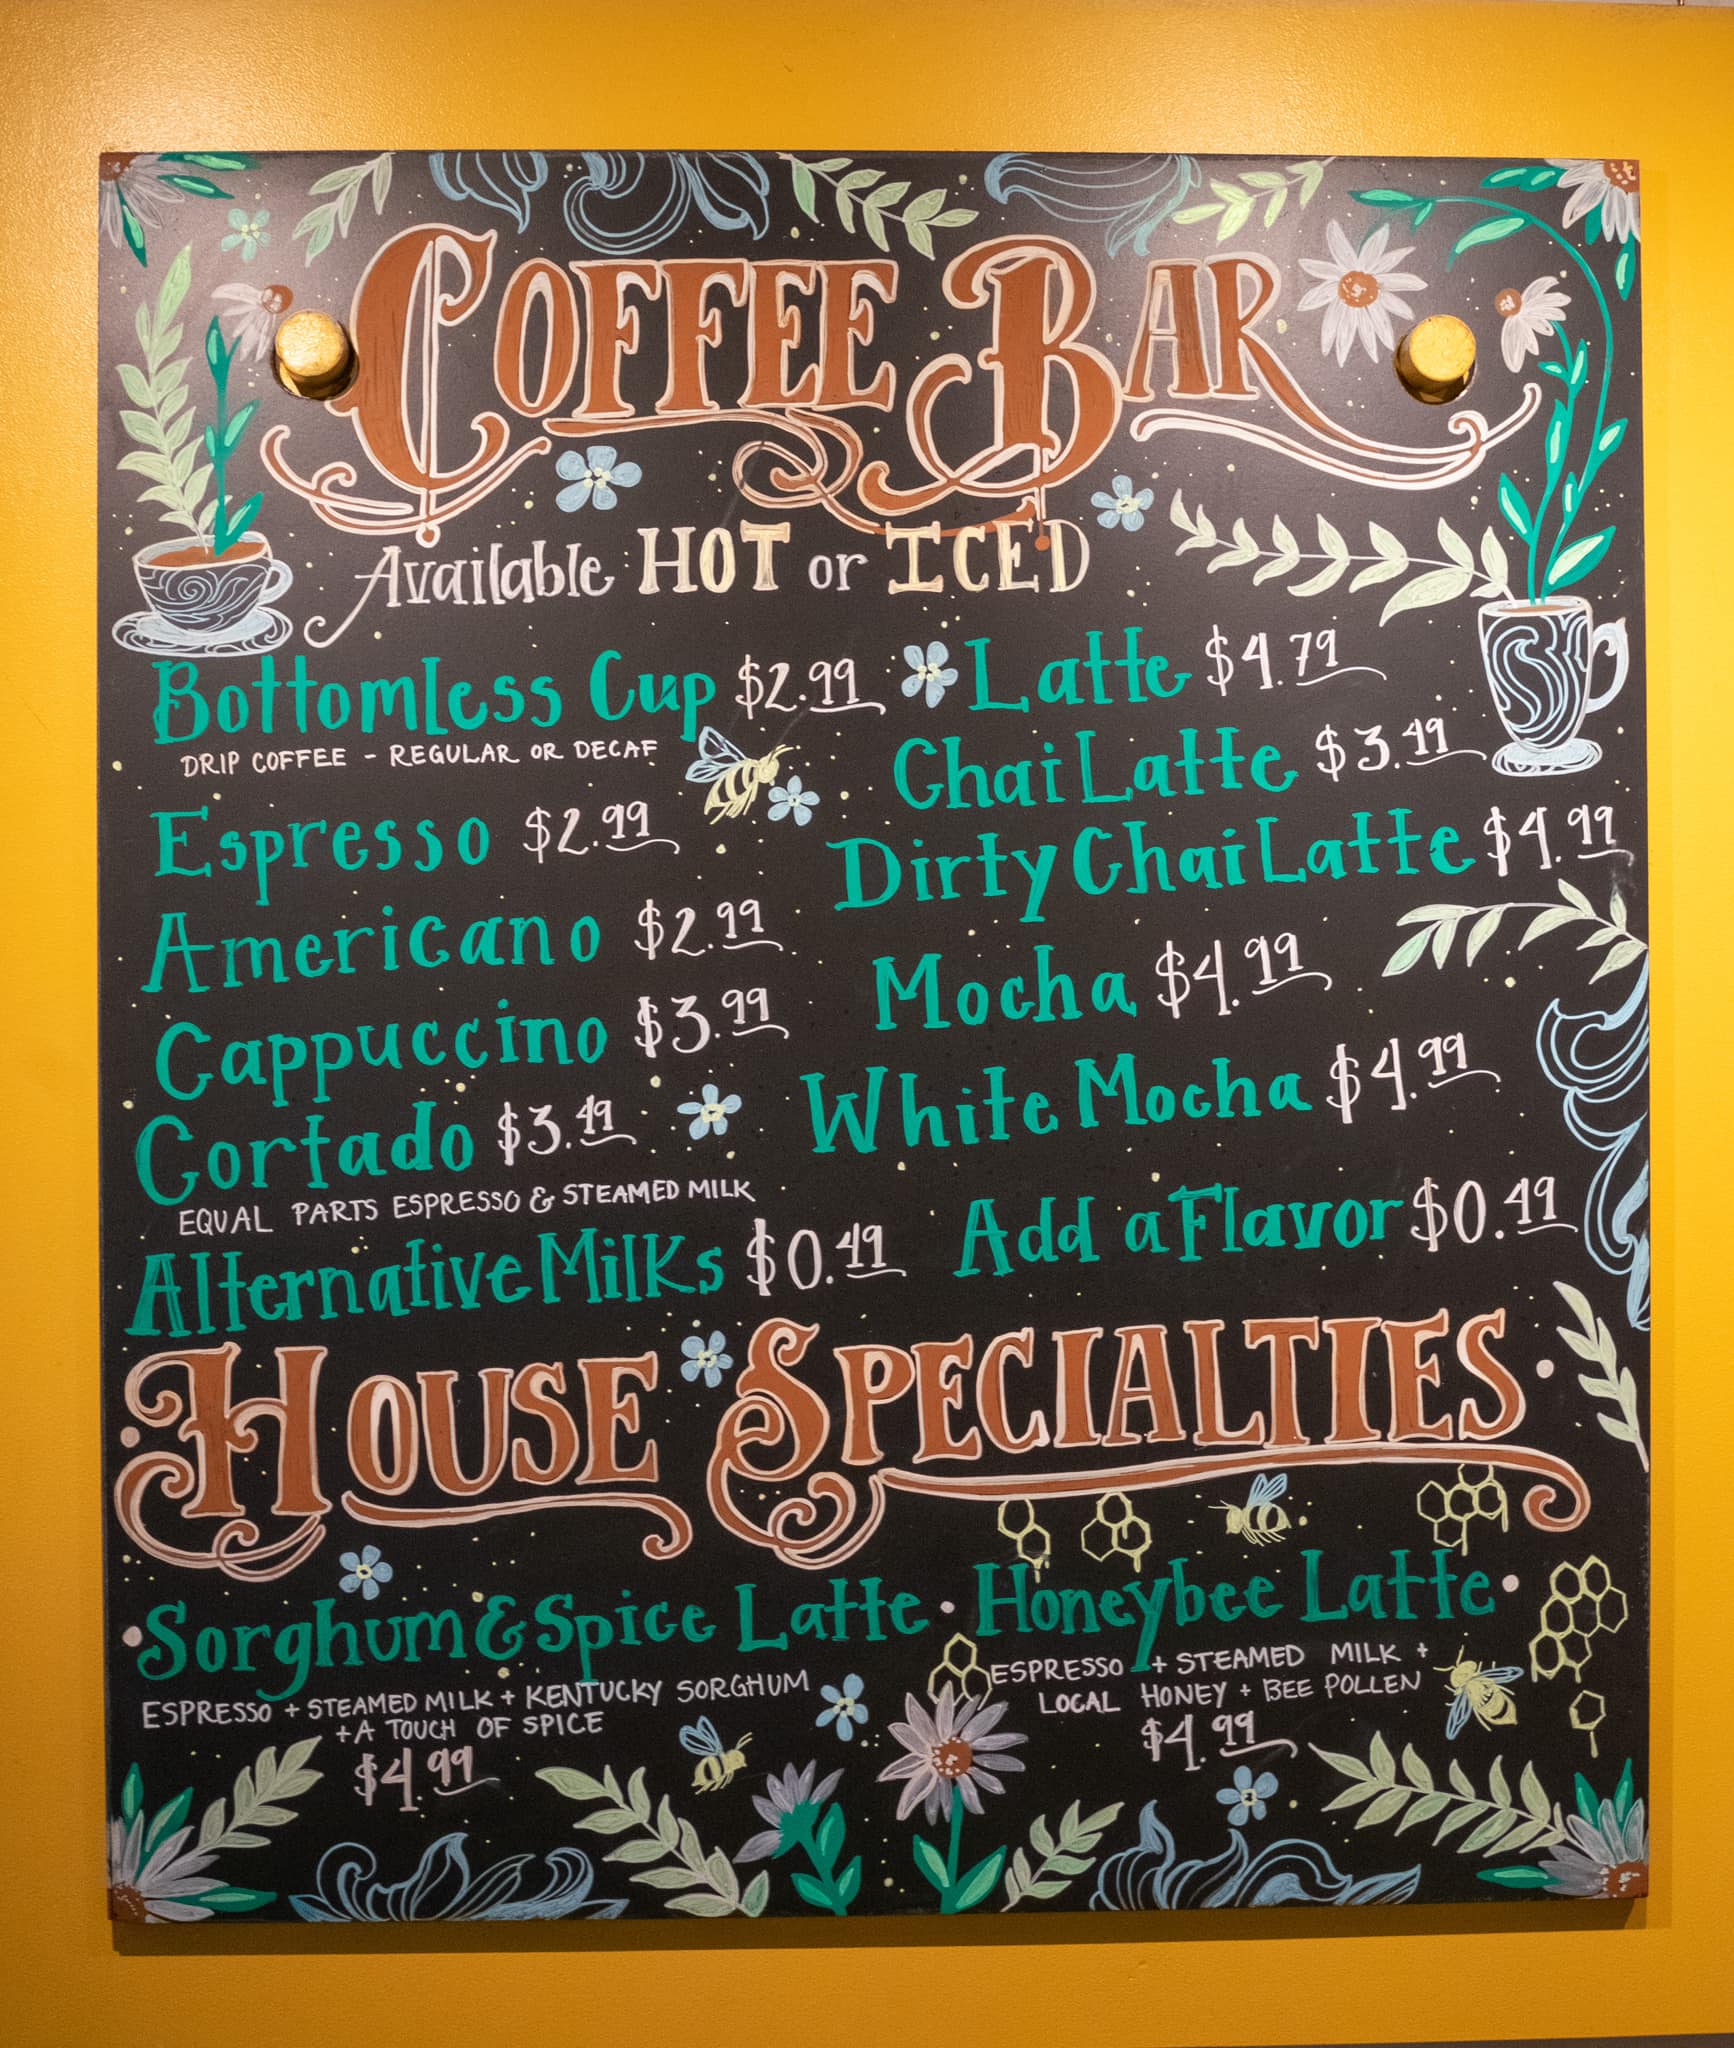 COFFEE BAR
Available HOT or ICED
Bottomless Cup $2.99
DRIP COFFEE - REGULAR OR DECAF
Espresso $2.99
Americano $2.99
Cappuccino $3.99
Cortado $3.49
EQUAL PARTS ESPRESSO & STEAMED MILK
Alternative Milks $0.49
Latte $4.79
Chai Latte $3.49
Dirty Chai Latte $4.99
Mocha $4.99
White Mocha $4.99
Add a Flavor $0.49
HOUSE SPECIALTIES
Sorghum & Spice Latte
ESPRESSO + STEAMED MILK + KENTUCKY SORGHUM
+ A TOUCH OF SPICE
$4.99
Honeybee Latte
ESPRESSO + STEAMED MILK +
LOCAL HONEY + BEE POLLEN
$4.99